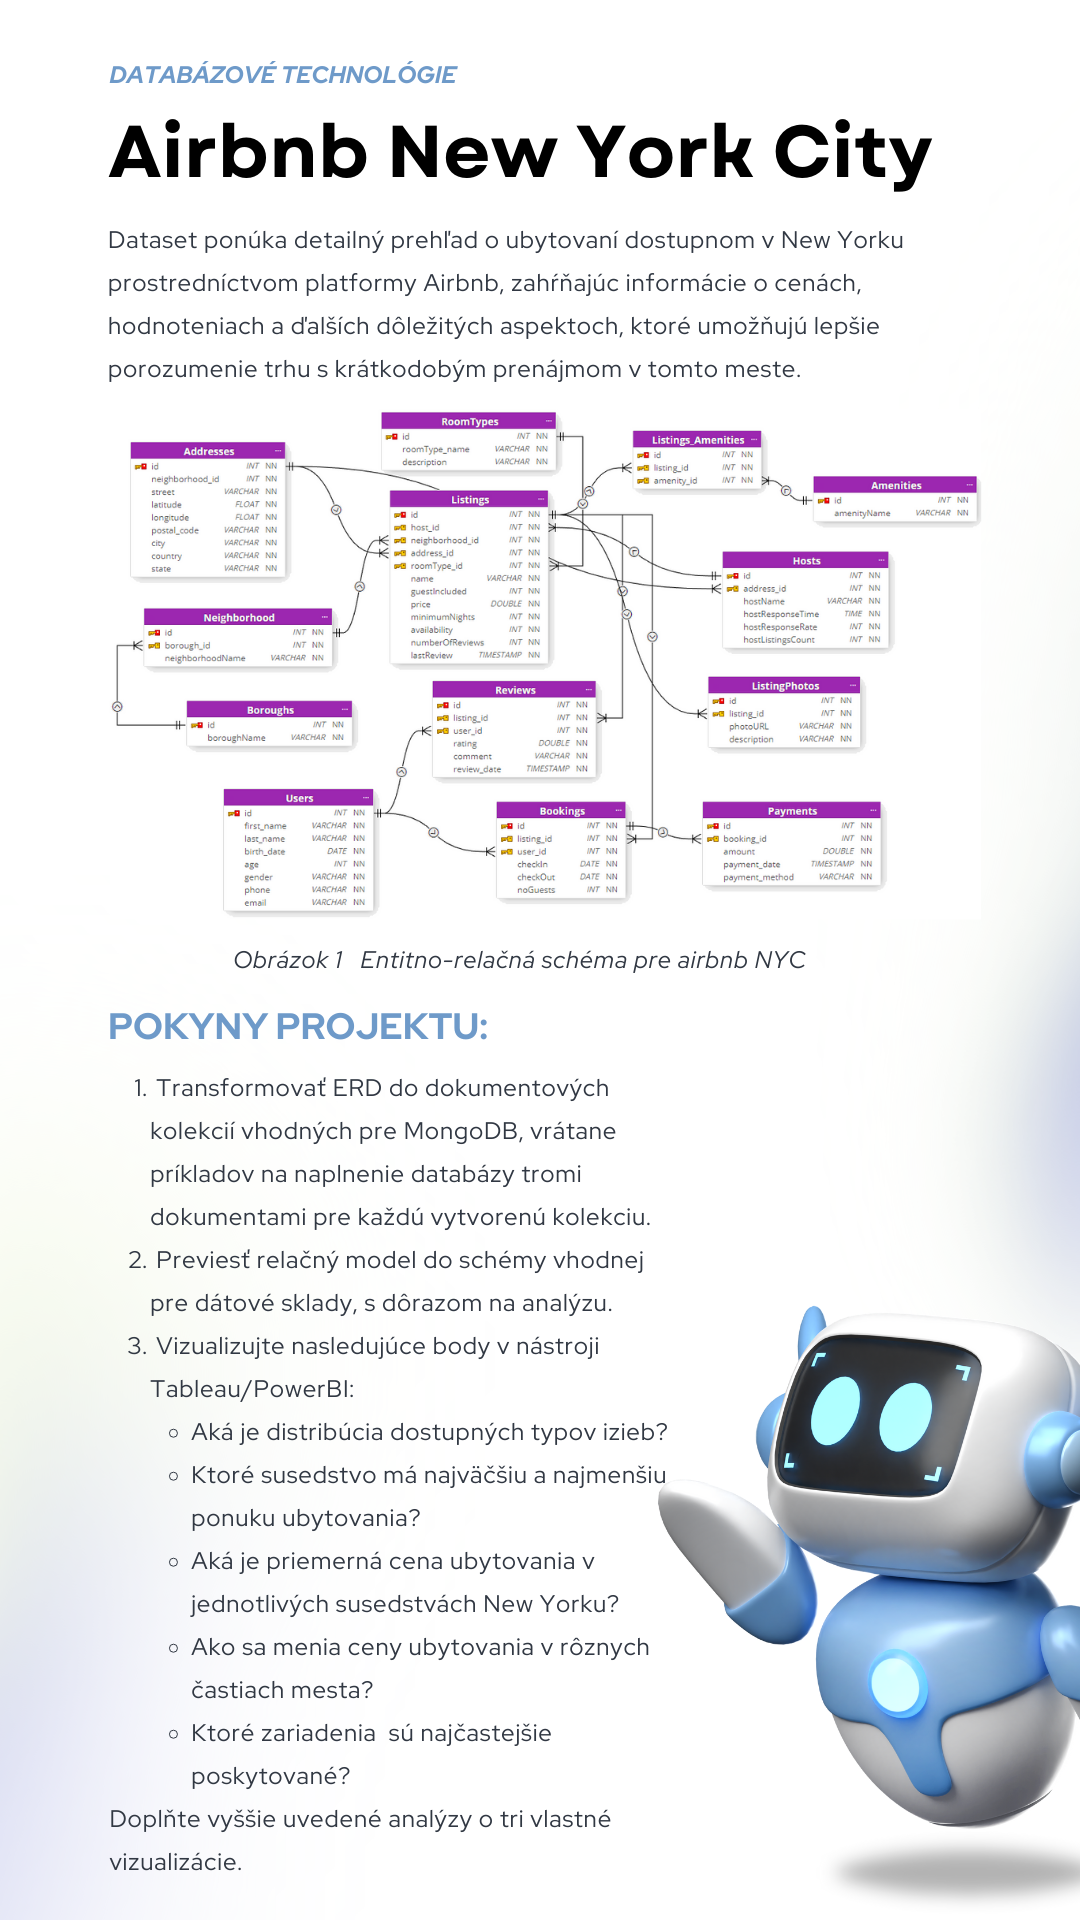 DATABÁZOVÉ TECHNOLÓGIE
Airbnb New York City
Dataset ponúka detailný prehľad o ubytovaní dostupnom v New Yorku
prostredníctvom platformy Airbnb, zahŕňajúc informácie o cenách,
hodnoteniach a ďalších dôležitých aspektoch, ktoré umožňujú lepšie
porozumenie trhu s krátkodobým prenájmom v tomto meste.
RoomTypes
id INT NN
roomType_name VARCHAR NN
description VARCHAR NN
Listings_Amenities
id INT NN
listing_id INT NN
amenity_id INT NN
Addresses
id INT NN
neighborhood_id INT NN
street VARCHAR NN
latitude FLOAT NN
longitude FLOAT NN
postal_code VARCHAR NN
city VARCHAR NN
country VARCHAR NN
state VARCHAR NN
Amenities
id INT NN
amenityName VARCHAR NN
Listings
id INT NN
host_id INT NN
neighborhood_id INT NN
address_id INT NN
roomType_id INT NN
name VARCHAR NN
guestIncluded INT NN
price DOUBLE NN
minimumNights INT NN
availability INT NN
numberOfReviews INT NN
lastReview TIMESTAMP NN
Hosts
id INT NN
address_id INT NN
hostName VARCHAR NN
hostResponseTime TIME NN
hostResponseRate INT NN
hostListingsCount INT NN
Neighborhood
id INT NN
borough_id INT NN
neighborhoodName VARCHAR NN
Reviews
id INT NN
listing_id INT NN
user_id INT NN
rating DOUBLE NN
comment VARCHAR NN
review_date TIMESTAMP NN
ListingPhotos
id INT NN
listing_id INT NN
photoURL VARCHAR NN
description VARCHAR NN
Boroughs
id INT NN
boroughName VARCHAR NN
Users
id INT NN
first_name VARCHAR NN
last_name VARCHAR NN
birth_date DATE NN
age INT NN
gender VARCHAR NN
phone VARCHAR NN
email VARCHAR NN
Bookings
id INT NN
listing_id INT NN
user_id INT NN
checkIn DATE NN
checkOut DATE NN
noGuests INT NN
Payments
id INT NN
booking_id INT NN
amount DOUBLE NN
payment_date TIMESTAMP NN
payment_method VARCHAR NN
Obrázok 1 Entitno-relačná schéma pre airbnb NYC
POKYNY PROJEKTU:
1. Transformovať ERD do dokumentových
kolekcií vhodných pre MongoDB, vrátane
príkladov na naplnenie databázy tromi
dokumentami pre každú vytvorenú kolekciu.
2. Previesť relačný model do schémy vhodnej
pre dátové sklady, s dôrazom na analýzu.
3. Vizualizujte nasledujúce body v nástroji
Tableau/PowerBI:
Aká je distribúcia dostupných typov izieb?
Ktoré susedstvo má najväčšiu a najmenšiu
ponuku ubytovania?
Aká je priemerná cena ubytovania v
jednotlivých susedstvách New Yorku?
Ako sa menia ceny ubytovania v rôznych
častiach mesta?
Ktoré zariadenia sú najčastejšie
poskytované?
Doplňte vyššie uvedené analýzy o tri vlastné
vizualizácie.